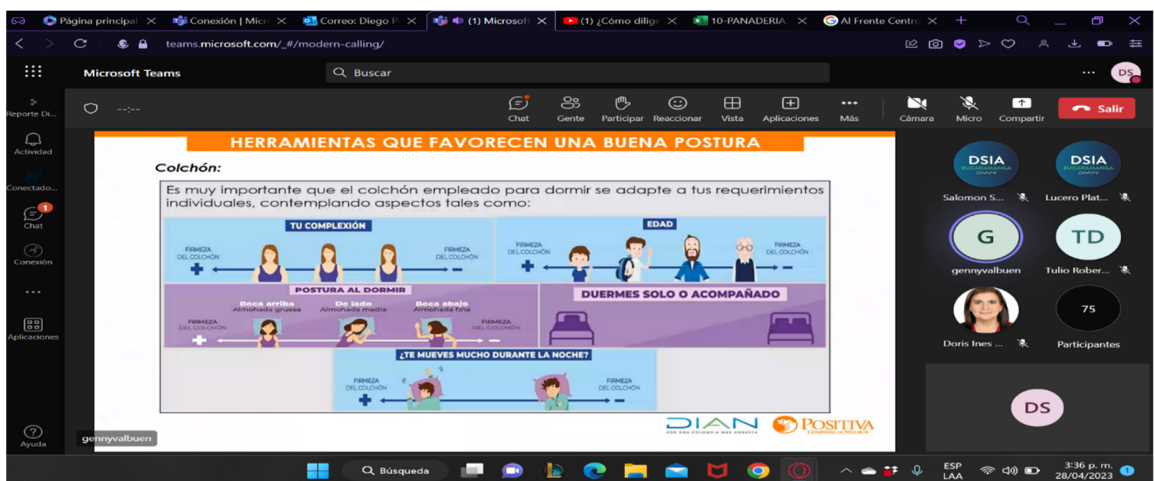 Página principal
Conexión | Micr
Correo: Diego P
(1) Microsof
(1) ¿Cómo dilig
10-PANADERIA.
Al Frente Centro
teams.microsoft.com/_#/modern-calling/
Microsoft Teams
Buscar
DS
Reporte Di...
--:--
Chat
Gente
Participar
Reaccionar
Vista
Aplicaciones
Más
Cámara
Micro
Compartir
Salir
Actividad
Conectado...
1
Chat
Conexión
Aplicaciones
Ayuda
HERRAMIENTAS QUE FAVORECEN UNA BUENA POSTURA
Colchón:
Es muy importante que el colchón empleado para dormir se adapte a tus requerimientos
individuales, contemplando aspectos tales como:
TU COMPLEXIÓN
FIRMEZA
DEL COLCHÓN
FIRMEZA
DEL COLCHÓN
EDAD
FIRMEZA
DEL COLCHÓN
FIRMEZA
DEL COLCHÓN
POSTURA AL DORMIR
Boca arriba
Almohada gruesa
De lado
Almohada media
Boca abajo
Almohada fina
FIRMEZA
DEL COLCHÓN
FIRMEZA
DEL COLCHÓN
DUERMES SOLO O ACOMPAÑADO
¿TE MUEVES MUCHO DURANTE LA NOCHE?
FIRMEZA
DEL COLCHÓN
FIRMEZA
DEL COLCHÓN
DIAN
POSITIVA
gennyvalbuen
DSIA
BUCARAMANGA
Salomon S...
DSIA
BUCARAMANGA
Lucero Plat...
G
gennyvalbuen
TD
Tulio Rober...
Doris Ines ...
75
Participantes
DS
Búsqueda
ESP
LAA
3:36 p. m.
28/04/2023
1